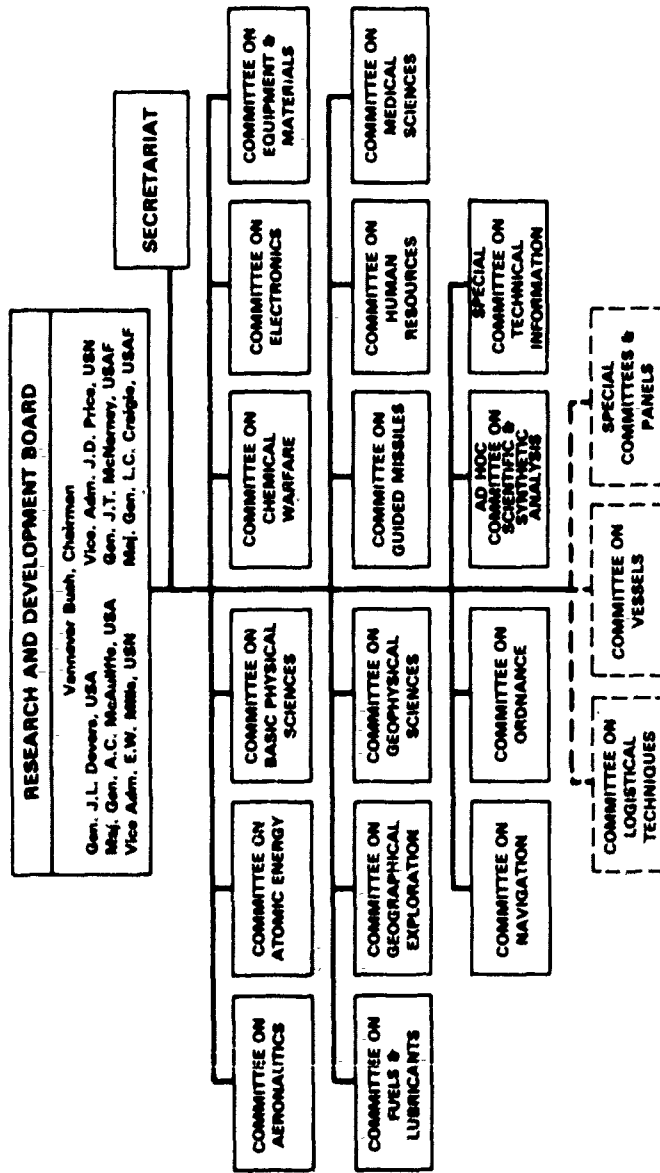 RESEARCH AND DEVELOPMENT BOARD
Vannevar Bush, Chairman
Gen. J.L. Devers, USA
Maj. Gen. A.C. McAuliffe, USA
Vice Adm. E.W. Mills, USN
Vice. Adm. J.D. Price, USN
Gen. J.T. McNarney, USAF
Maj. Gen. L.C. Craigie, USAF
SECRETARIAT
COMMITTEE ON
AERONAUTICS
COMMITTEE ON
ATOMIC ENERGY
COMMITTEE ON
BASIC PHYSICAL
SCIENCES
COMMITTEE ON
CHEMICAL
WARFARE
COMMITTEE ON
ELECTRONICS
COMMITTEE ON
EQUIPMENT &
MATERIALS
COMMITTEE ON
FUELS &
LUBRICANTS
COMMITTEE ON
GEOGRAPHICAL
EXPLORATION
COMMITTEE ON
GEOPHYSICAL
SCIENCES
COMMITTEE ON
GUIDED MISSILES
COMMITTEE ON
HUMAN
RESOURCES
COMMITTEE ON
MEDICAL
SCIENCES
COMMITTEE ON
NAVIGATION
COMMITTEE ON
ORDNANCE
AD HOC
COMMITTEE ON
SCIENTIFIC &
SYNTHETIC
ANALYSIS
SPECIAL
COMMITTEE ON
TECHNICAL
INFORMATION
COMMITTEE ON
LOGISTICAL
TECHNIQUES
COMMITTEE ON
VESSELS
SPECIAL
COMMITTEES &
PANELS